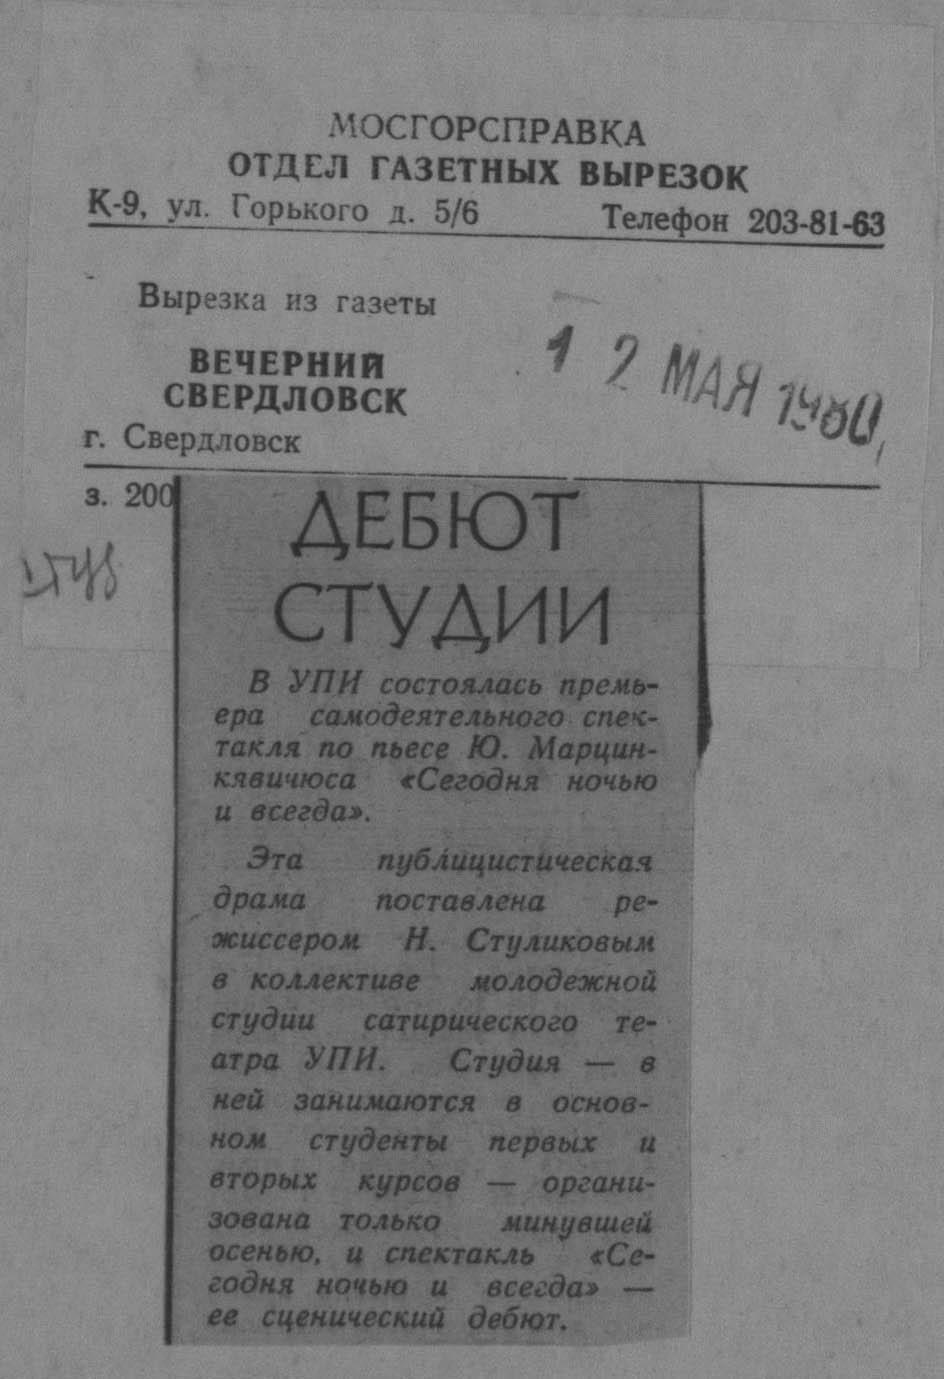 МОСГОРСПРАВКА
ОТДЕЛ ГАЗЕТНЫХ ВЫРЕЗОК
К-9, ул. Горького д. 5/6 Телефон 203-81-63
Вырезка из газеты
ВЕЧЕРНИЙ
СВЕРДЛОВСК
г. Свердловск
1 2 МАЯ 1980
з. 200
ДЕБЮТ
СТУДИИ
В УПИ состоялась премь-
ера самодеятельного спек-
такля по пьесе Ю. Марцин-
кявичюса «Сегодня ночью
и всегда».
Эта публицистическая
драма поставлена ре-
жиссером Н. Стуликовым
в коллективе молодежной
студии сатирического те-
атра УПИ. Студия — в
ней занимаются в основ-
ном студенты первых и
вторых курсов — органи-
зована только минувшей
осенью, и спектакль «Се-
годня ночью и всегда» —
ее сценический дебют.